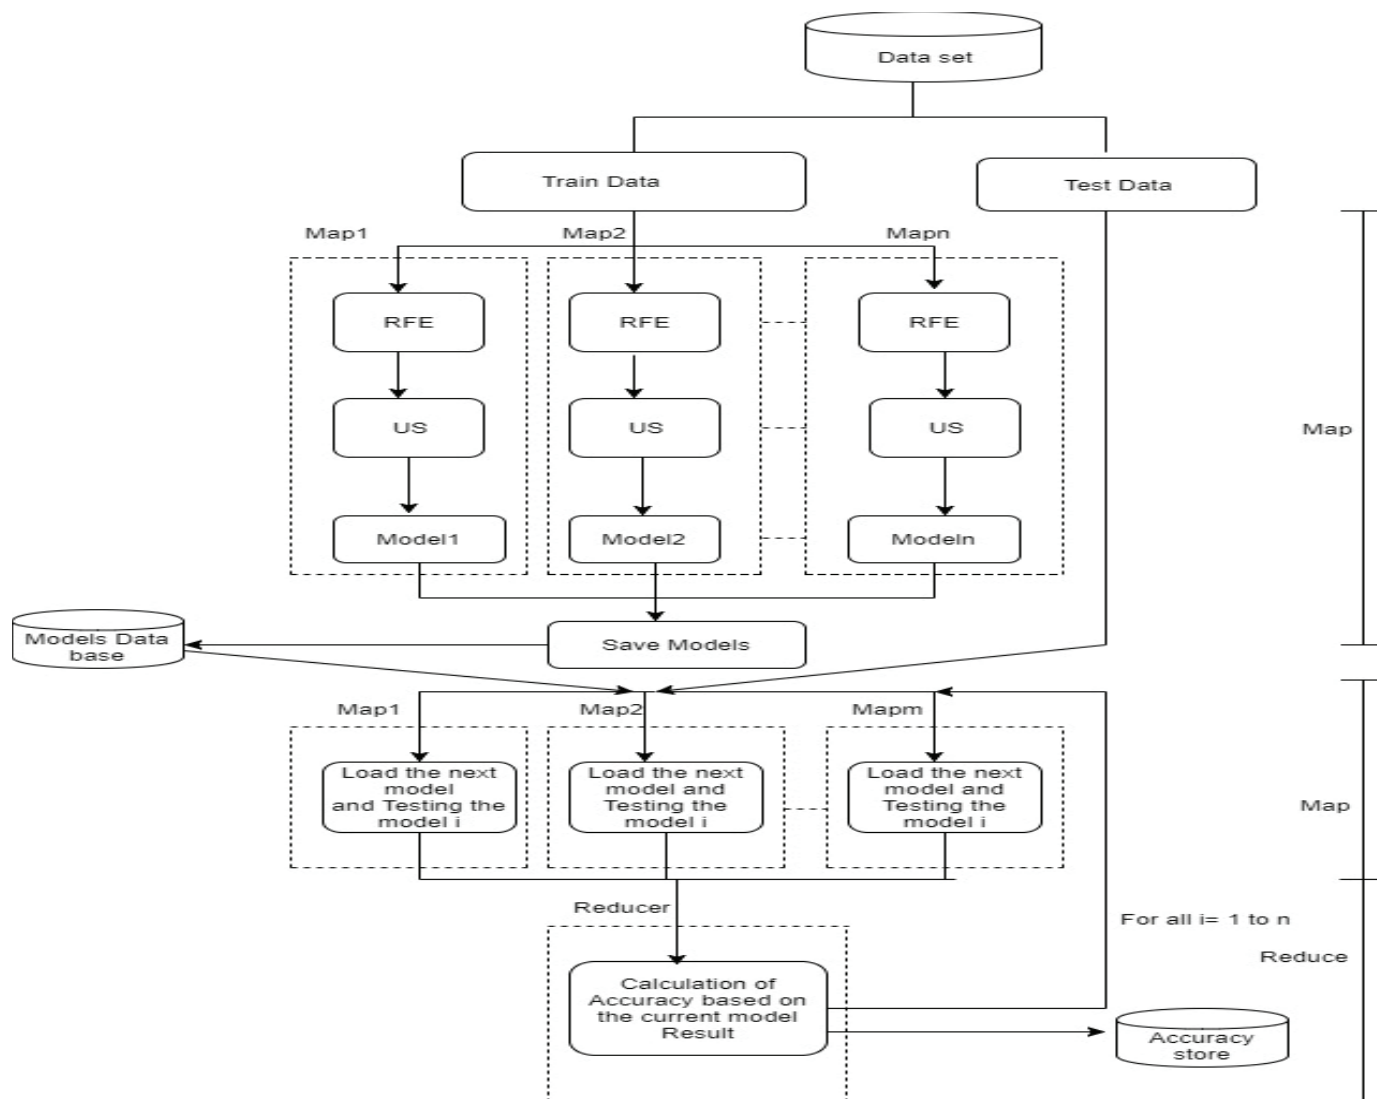 Data set
Train Data
Test Data
Map1
Map2
Mapn
RFE
RFE
RFE
US
US
US
Map
Model1
Model2
Modeln
Models Data
base
Save Models
Map1
Map2
Mapm
Load the next
model
and Testing the
model i
Load the next
model and
Testing the
model i
Load the next
model and
Testing the
model i
Map
Reducer
For all i= 1 to n
Reduce
Calculation of
Accuracy based on
the current model
Result
Accuracy
store